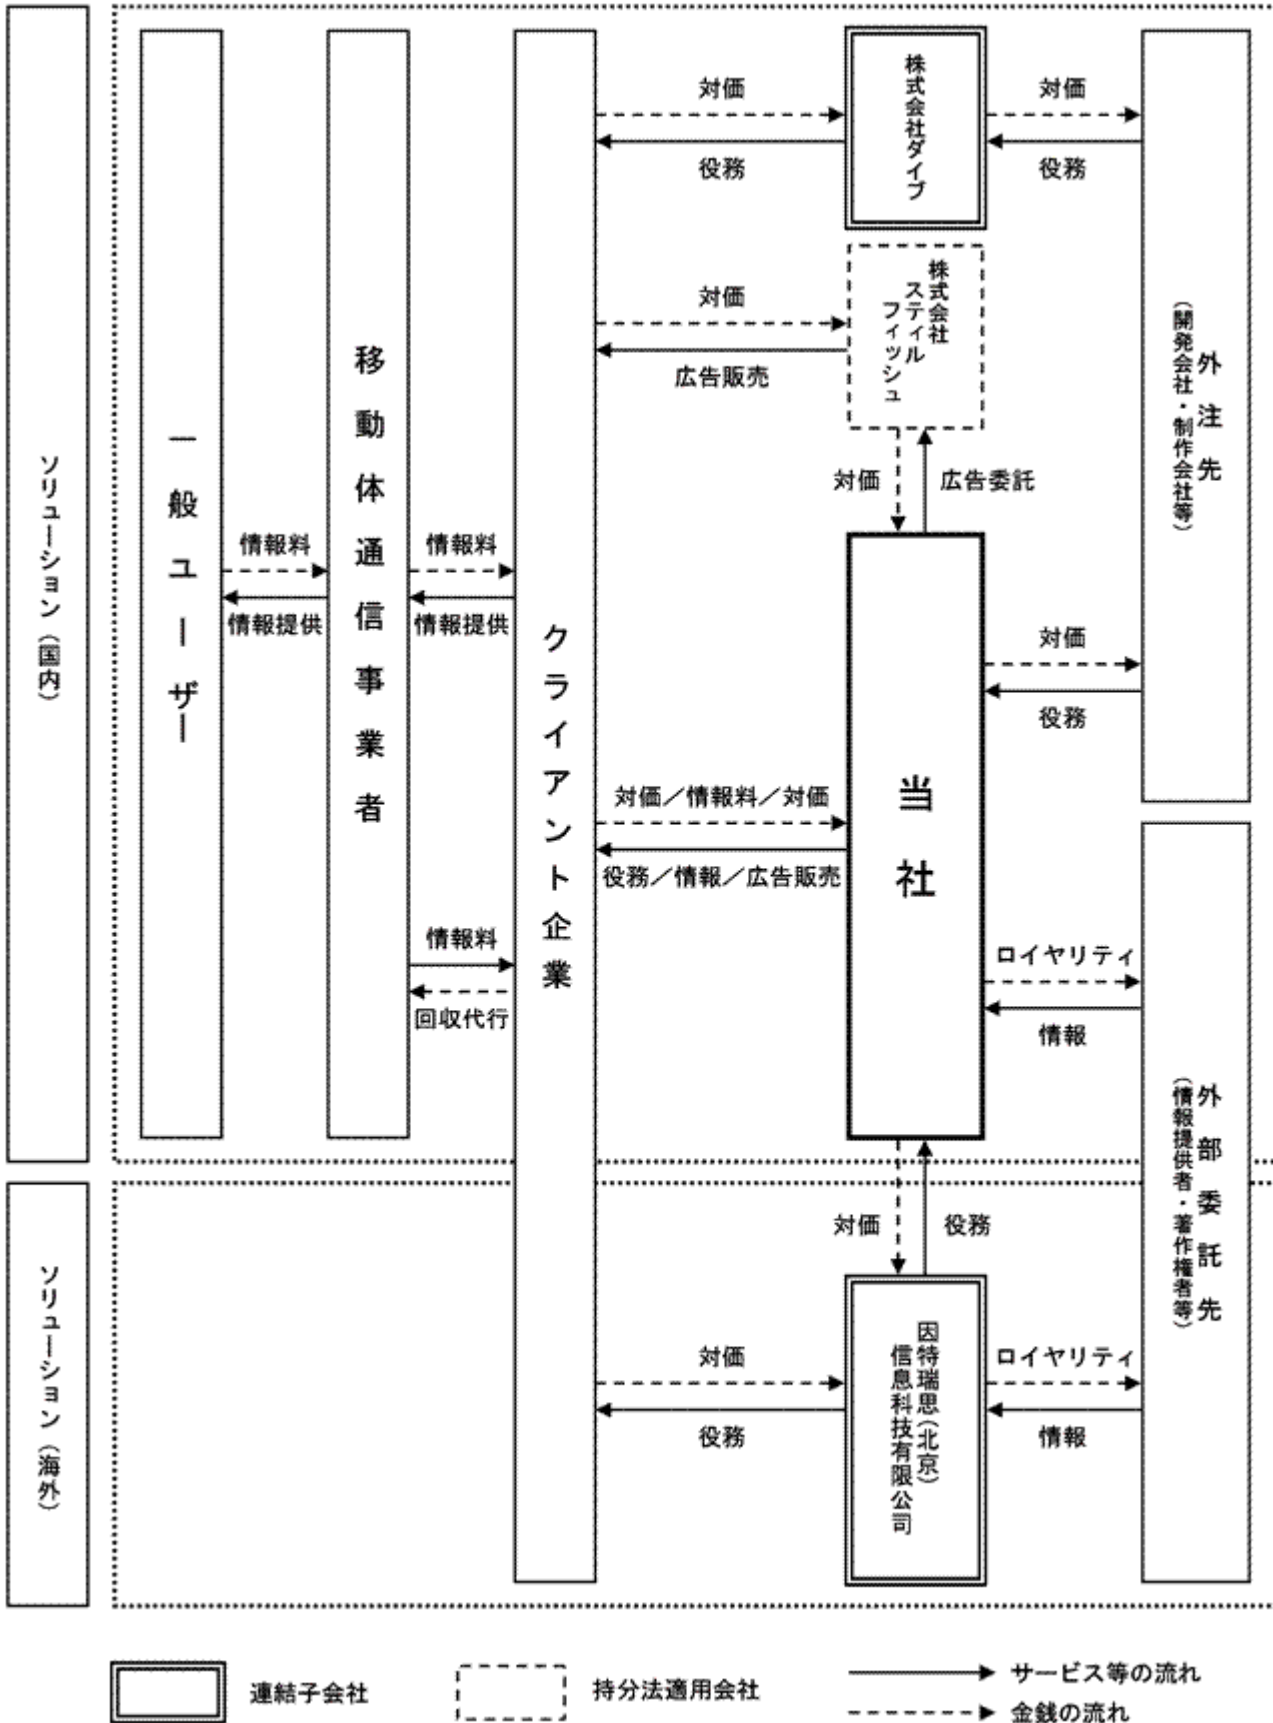 ソリューション（国内）
一般ユーザー
情報料
情報提供
移動体通信事業者
情報料
情報提供
情報料
回収代行
クライアント企業
対価
役務
株式会社ダイブ
対価
役務
対価
広告販売
株式会社
スティル
フィッシュ
対価
広告委託
外注先
（開発会社・制作会社等）
対価／情報料／対価
役務／情報／広告販売
当社
対価
役務
ロイヤリティ
情報
外部委託先
（情報提供者・著作権者等）
ソリューション（海外）
対価
役務
対価
役務
因特瑞思（北京）
信息科技有限公司
ロイヤリティ
情報
連結子会社
持分法適用会社
サービス等の流れ
金銭の流れ